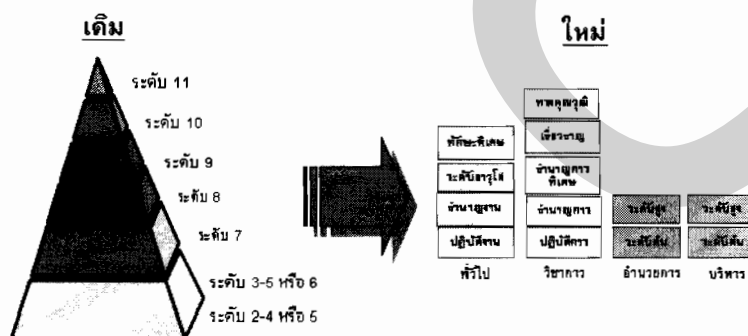 เดิม
ระดับ 11
ระดับ 10
ระดับ 9
ระดับ 8
ระดับ 7
ระดับ 3-5 หรือ 6
ระดับ 2-4 หรือ 5
ใหม่
ทักษะพิเศษ
ระดับอาวุโส
ชำนาญงาน
ปฏิบัติงาน
ทั่วไป
ทรงคุณวุฒิ
เชี่ยวชาญ
ชำนาญการ
พิเศษ
ชำนาญการ
ปฏิบัติการ
วิชาการ
ระดับสูง
ระดับต้น
อำนวยการ
ระดับสูง
ระดับต้น
บริหาร